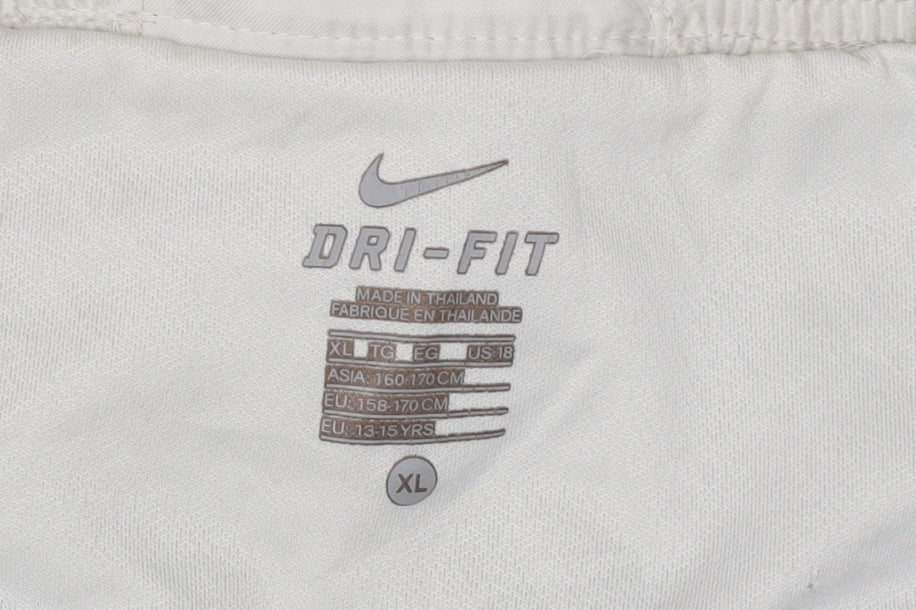 DRI-FIT
MADE IN THAILAND
FABRIQUE EN THAILANDE
XL TG EG US:18
ASIA: 160-170 CM
EU: 158-170 CM
EU: 13-15 YRS
XL